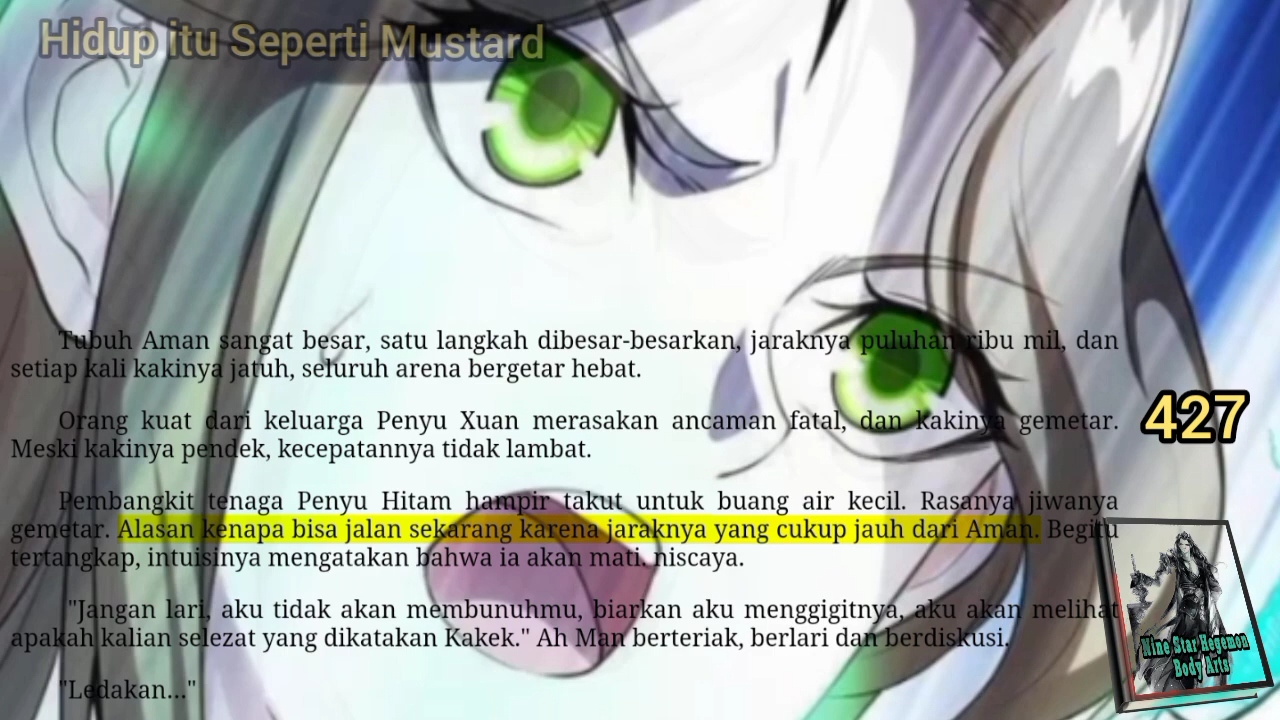 Hidup itu Seperti Mustard
Tubuh Aman sangat besar, satu langkah dibesar-besarkan, jaraknya puluhan ribu mil, dan
setiap kali kakinya jatuh, seluruh arena bergetar hebat.
Orang kuat dari keluarga Penyu Xuan merasakan ancaman fatal, dan kakinya gemetar.
Meski kakinya pendek, kecepatannya tidak lambat.
427
Pembangkit tenaga Penyu Hitam hampir takut untuk buang air kecil. Rasanya jiwanya
gemetar. Alasan kenapa bisa jalan sekarang karena jaraknya yang cukup jauh dari Aman. Begitu
tertangkap, intuisinya mengatakan bahwa ia akan mati. niscaya.
"Jangan lari, aku tidak akan membunuhmu, biarkan aku menggigitnya, aku akan melihat
apakah kalian selezat yang dikatakan Kakek." Ah Man berteriak, berlari dan berdiskusi.
"Ledakan..."
Nine Star Hegemon
Body Arts